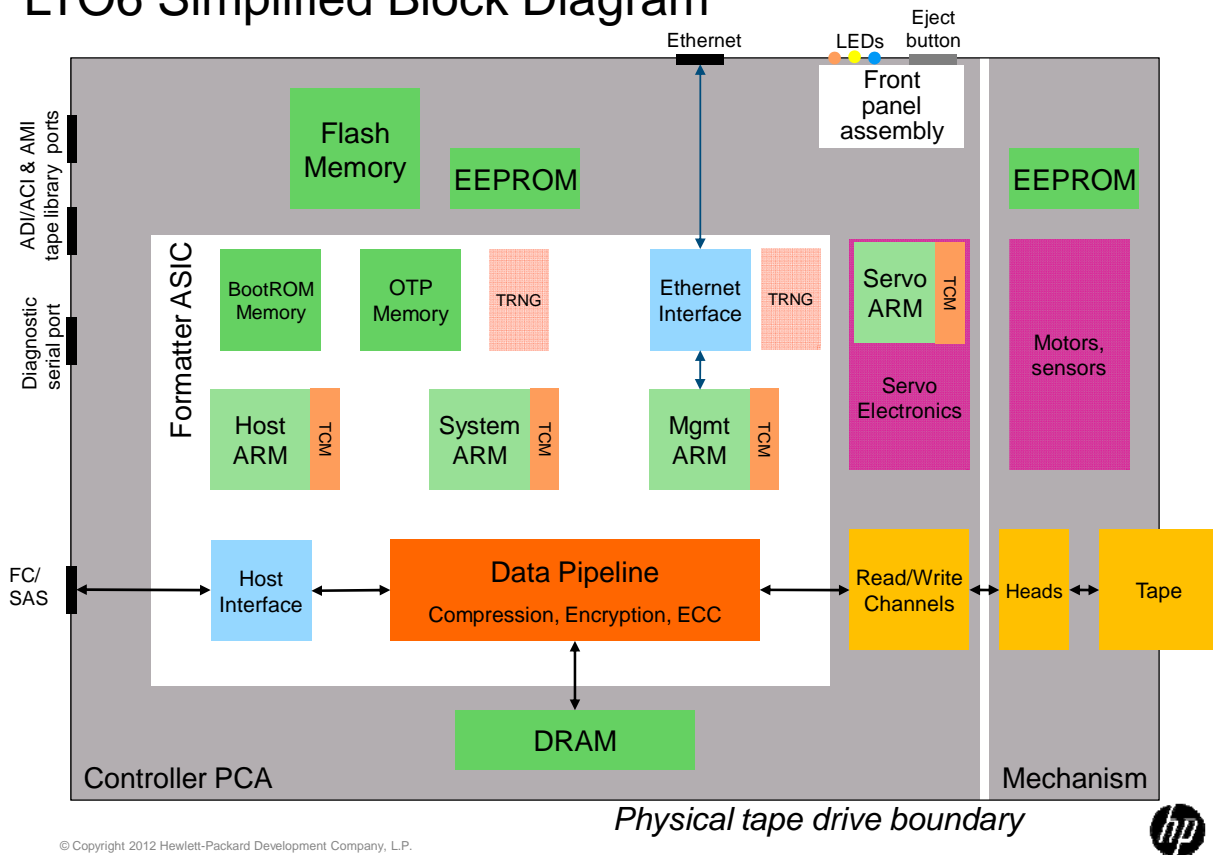 LTO6 Simplified Block Diagram
Ethernet
LEDs
Eject
button
Front
panel
assembly
ADI/ACI & AMI
tape library ports
Diagnostic
serial port
FC/
SAS
Flash
Memory
EEPROM
EEPROM
Formatter ASIC
BootROM
Memory
OTP
Memory
TRNG
Ethernet
Interface
TRNG
Servo
ARM
TCM
Servo
Electronics
Motors,
sensors
Host
ARM
TCM
System
ARM
TCM
Mgmt
ARM
TCM
Host
Interface
Data Pipeline
Compression, Encryption, ECC
Read/Write
Channels
Heads
Tape
DRAM
Controller PCA
Mechanism
Physical tape drive boundary
© Copyright 2012 Hewlett-Packard Development Company, L.P.
hp